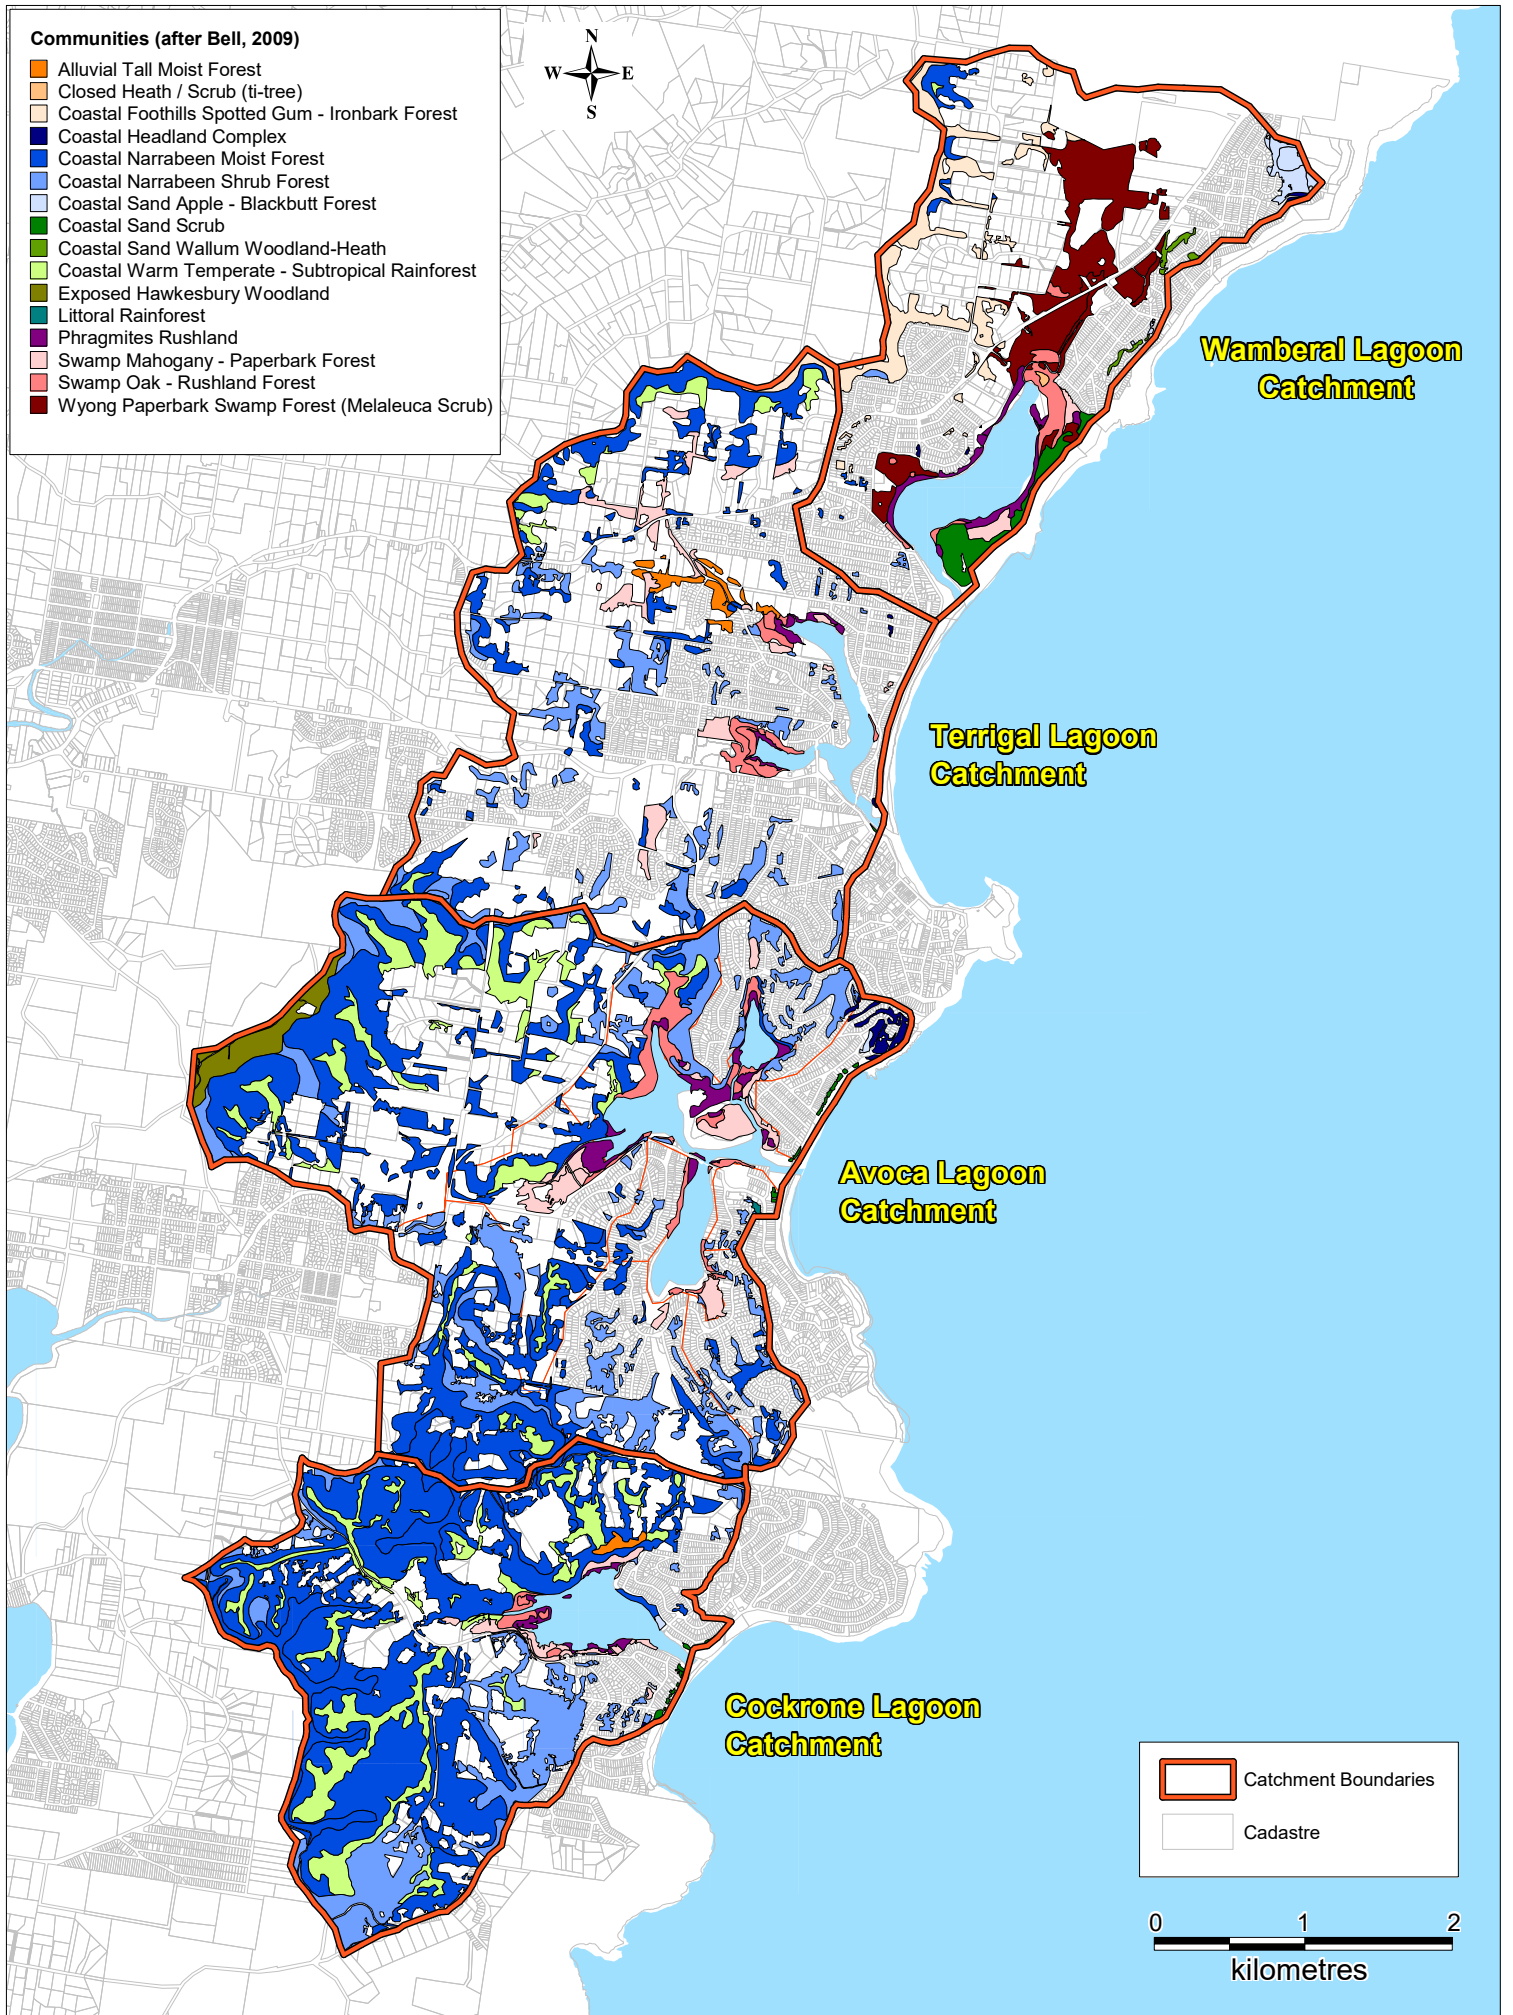 Communities (after Bell, 2009)
Alluvial Tall Moist Forest
Closed Heath / Scrub (ti-tree)
Coastal Foothills Spotted Gum - Ironbark Forest
Coastal Headland Complex
Coastal Narrabeen Moist Forest
Coastal Narrabeen Shrub Forest
Coastal Sand Apple - Blackbutt Forest
Coastal Sand Scrub
Coastal Sand Wallum Woodland-Heath
Coastal Warm Temperate - Subtropical Rainforest
Exposed Hawkesbury Woodland
Littoral Rainforest
Phragmites Rushland
Swamp Mahogany - Paperbark Forest
Swamp Oak - Rushland Forest
Wyong Paperbark Swamp Forest (Melaleuca Scrub)
N
W E
S
Wamberal Lagoon
Catchment
Terrigal Lagoon
Catchment
Avoca Lagoon
Catchment
Cockrone Lagoon
Catchment
Catchment Boundaries
Cadastre
0 1 2
kilometres